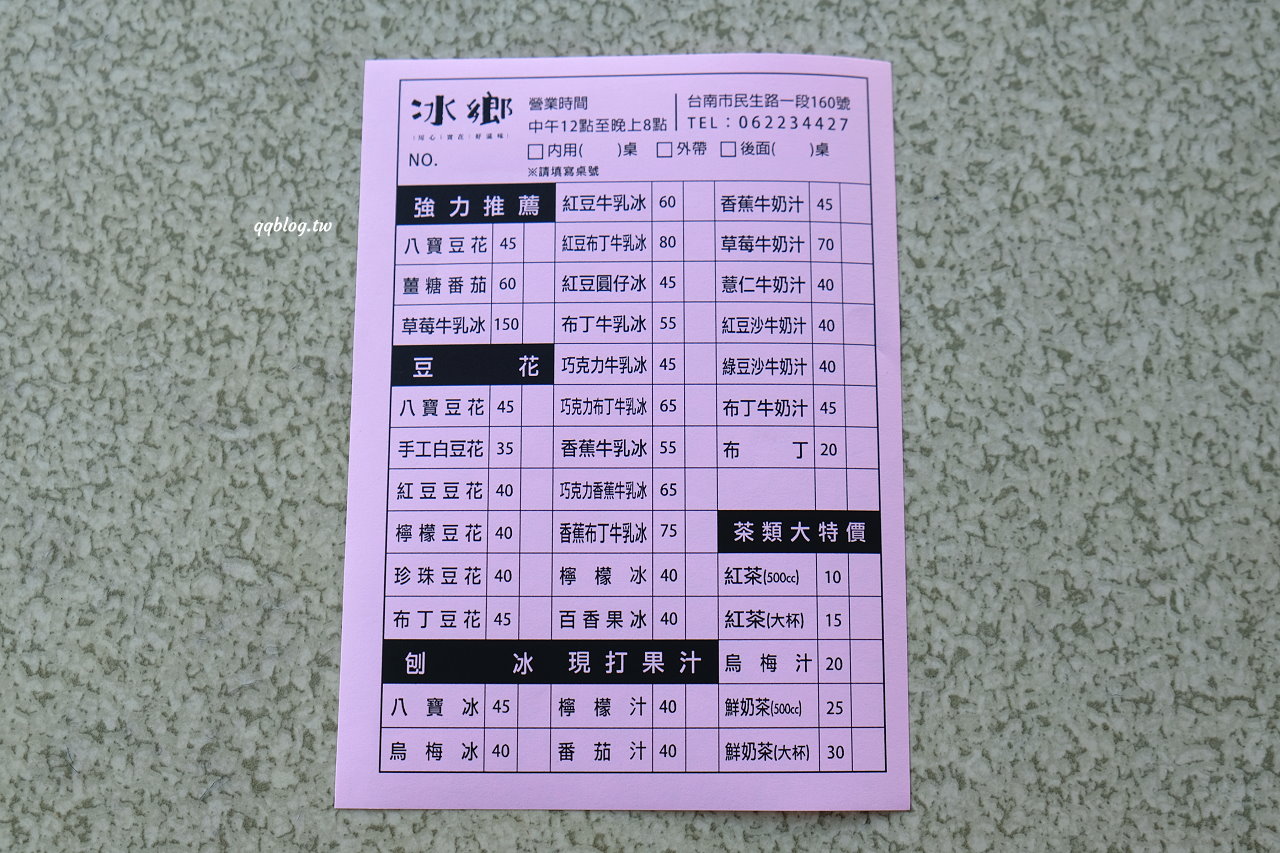 冰鄉
用心 實在 好滋味
NO.
營業時間
中午12點至晚上8點
台南市民生路一段160號
TEL：062234427
內用( )桌 外帶 後面( )桌
※請填寫桌號
強力推薦
八寶豆花 45
薑糖番茄 60
草莓牛乳冰 150
豆花
八寶豆花 45
手工白豆花 35
紅豆豆花 40
檸檬豆花 40
珍珠豆花 40
布丁豆花 45
刨冰
八寶冰 45
烏梅冰 40
紅豆牛乳冰 60
紅豆布丁牛乳冰 80
紅豆圓仔冰 45
布丁牛乳冰 55
巧克力牛乳冰 45
巧克力布丁牛乳冰 65
香蕉牛乳冰 55
巧克力香蕉牛乳冰 65
香蕉布丁牛乳冰 75
檸檬冰 40
百香果冰 40
現打果汁
檸檬汁 40
番茄汁 40
香蕉牛奶汁 45
草莓牛奶汁 70
薏仁牛奶汁 40
紅豆沙牛奶汁 40
綠豆沙牛奶汁 40
布丁牛奶汁 45
布丁 20
茶類大特價
紅茶(500cc) 10
紅茶(大杯) 15
烏梅汁 20
鮮奶茶(500cc) 25
鮮奶茶(大杯) 30
qqblog.tw